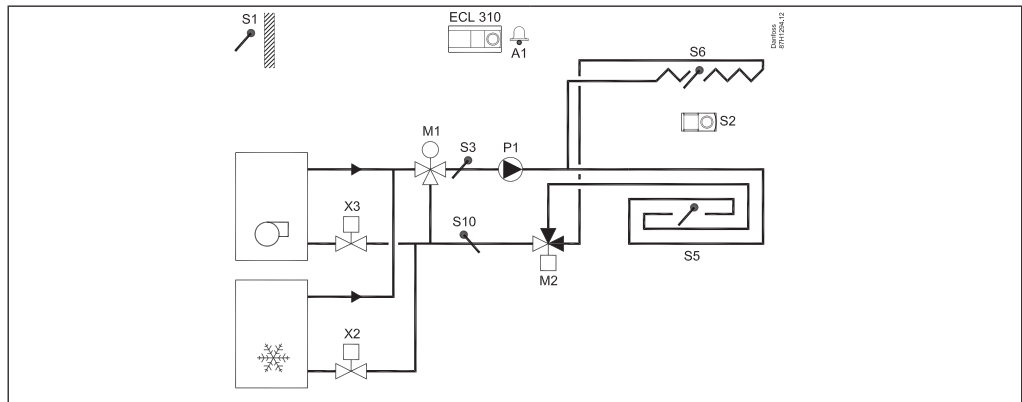 S1
ECL 310
A1
Danfoss
87H1294.12
S6
S2
M1
S3
P1
X3
S10
M2
S5
X2